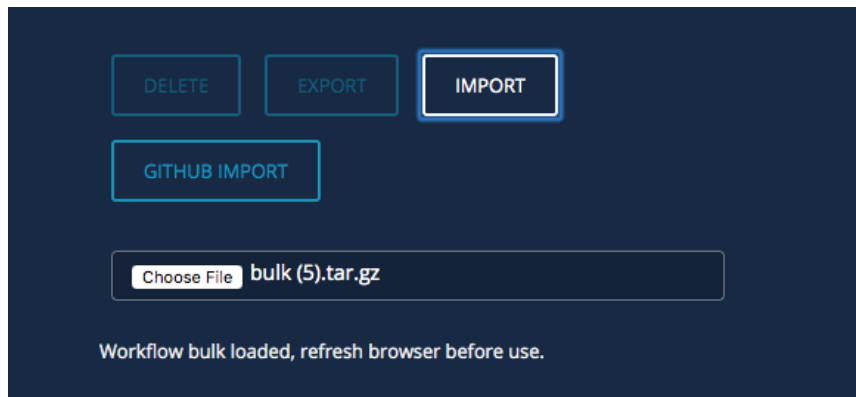 DELETE EXPORT IMPORT
GITHUB IMPORT
Choose File bulk (5).tar.gz
Workflow bulk loaded, refresh browser before use.